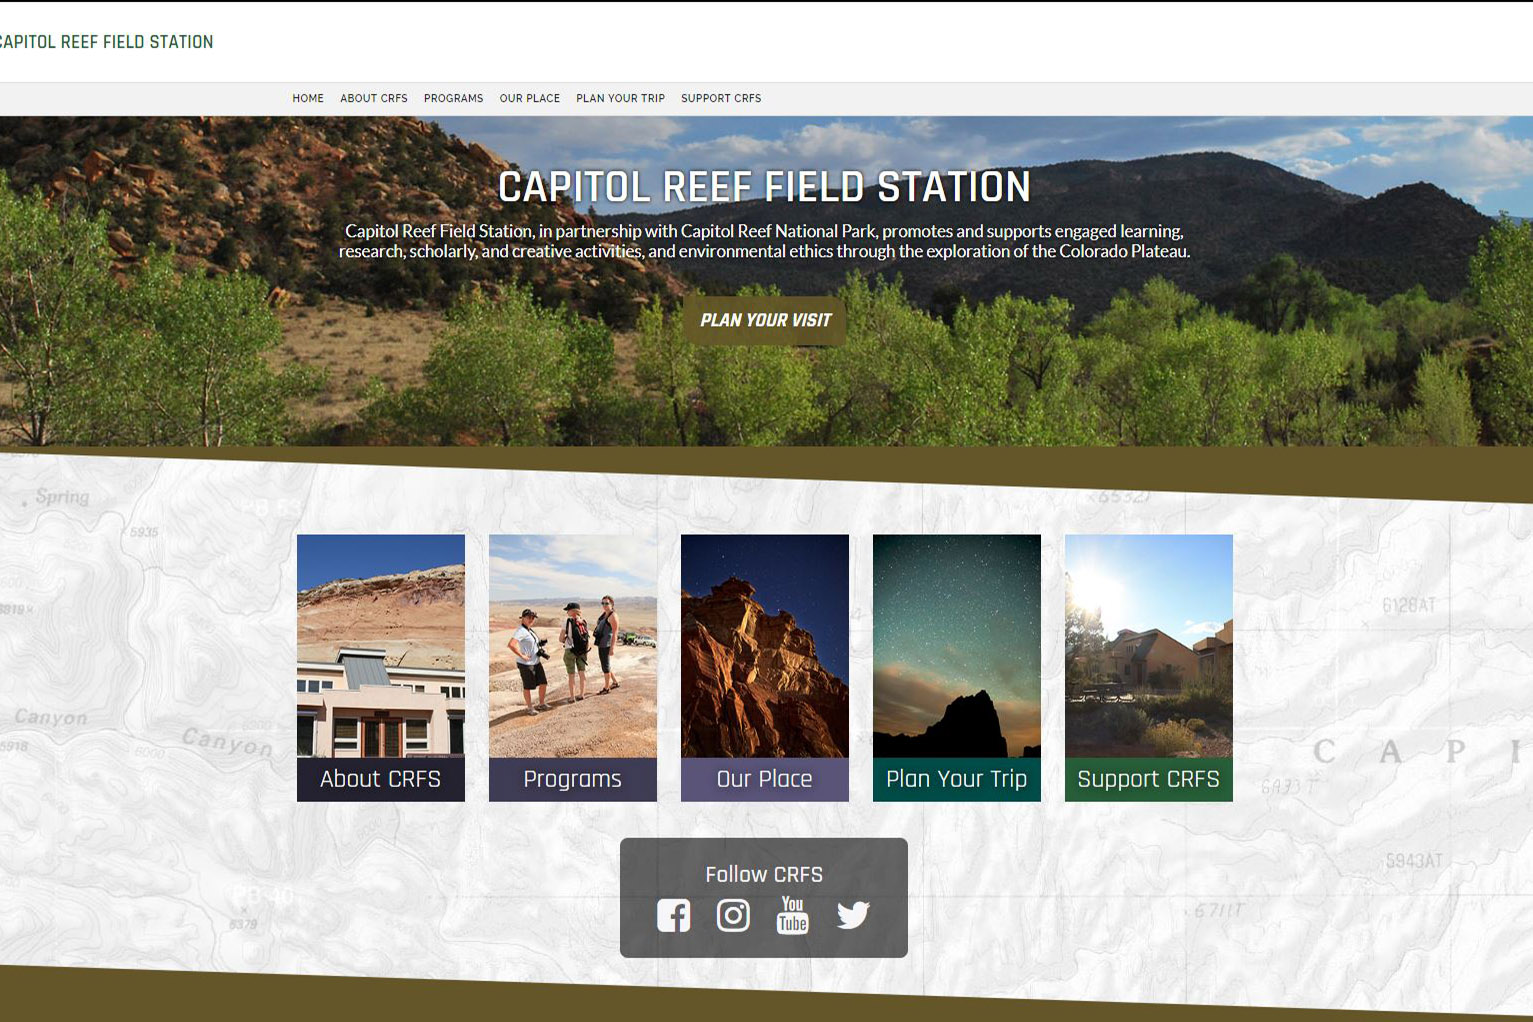 CAPITOL REEF FIELD STATION
HOME ABOUT CRFS PROGRAMS OUR PLACE PLAN YOUR TRIP SUPPORT CRFS
CAPITOL REEF FIELD STATION
Capitol Reef Field Station, in partnership with Capitol Reef National Park, promotes and supports engaged learning,
research, scholarly, and creative activities, and environmental ethics through the exploration of the Colorado Plateau.
PLAN YOUR VISIT
Spring
5935
Canyon
Canyon
6000
6128AT
C A P I
5943AT
6379
About CRFS
Programs
Our Place
Plan Your Trip
Support CRFS
Follow CRFS
You
Tube